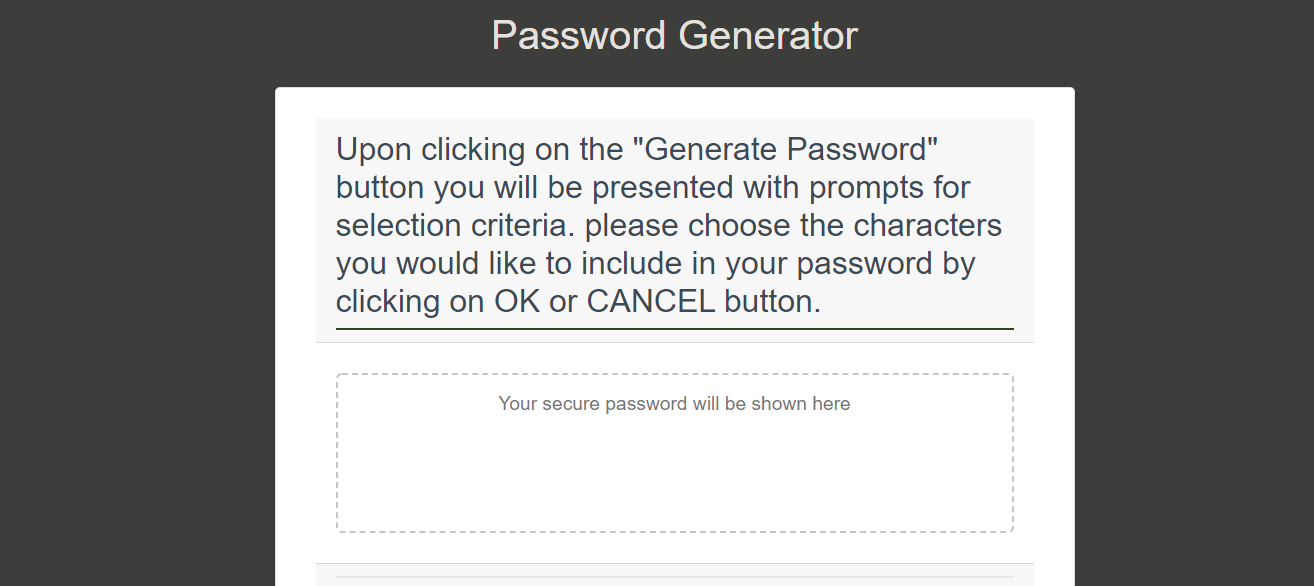 Password Generator
Upon clicking on the "Generate Password"
button you will be presented with prompts for
selection criteria. please choose the characters
you would like to include in your password by
clicking on OK or CANCEL button.
Your secure password will be shown here